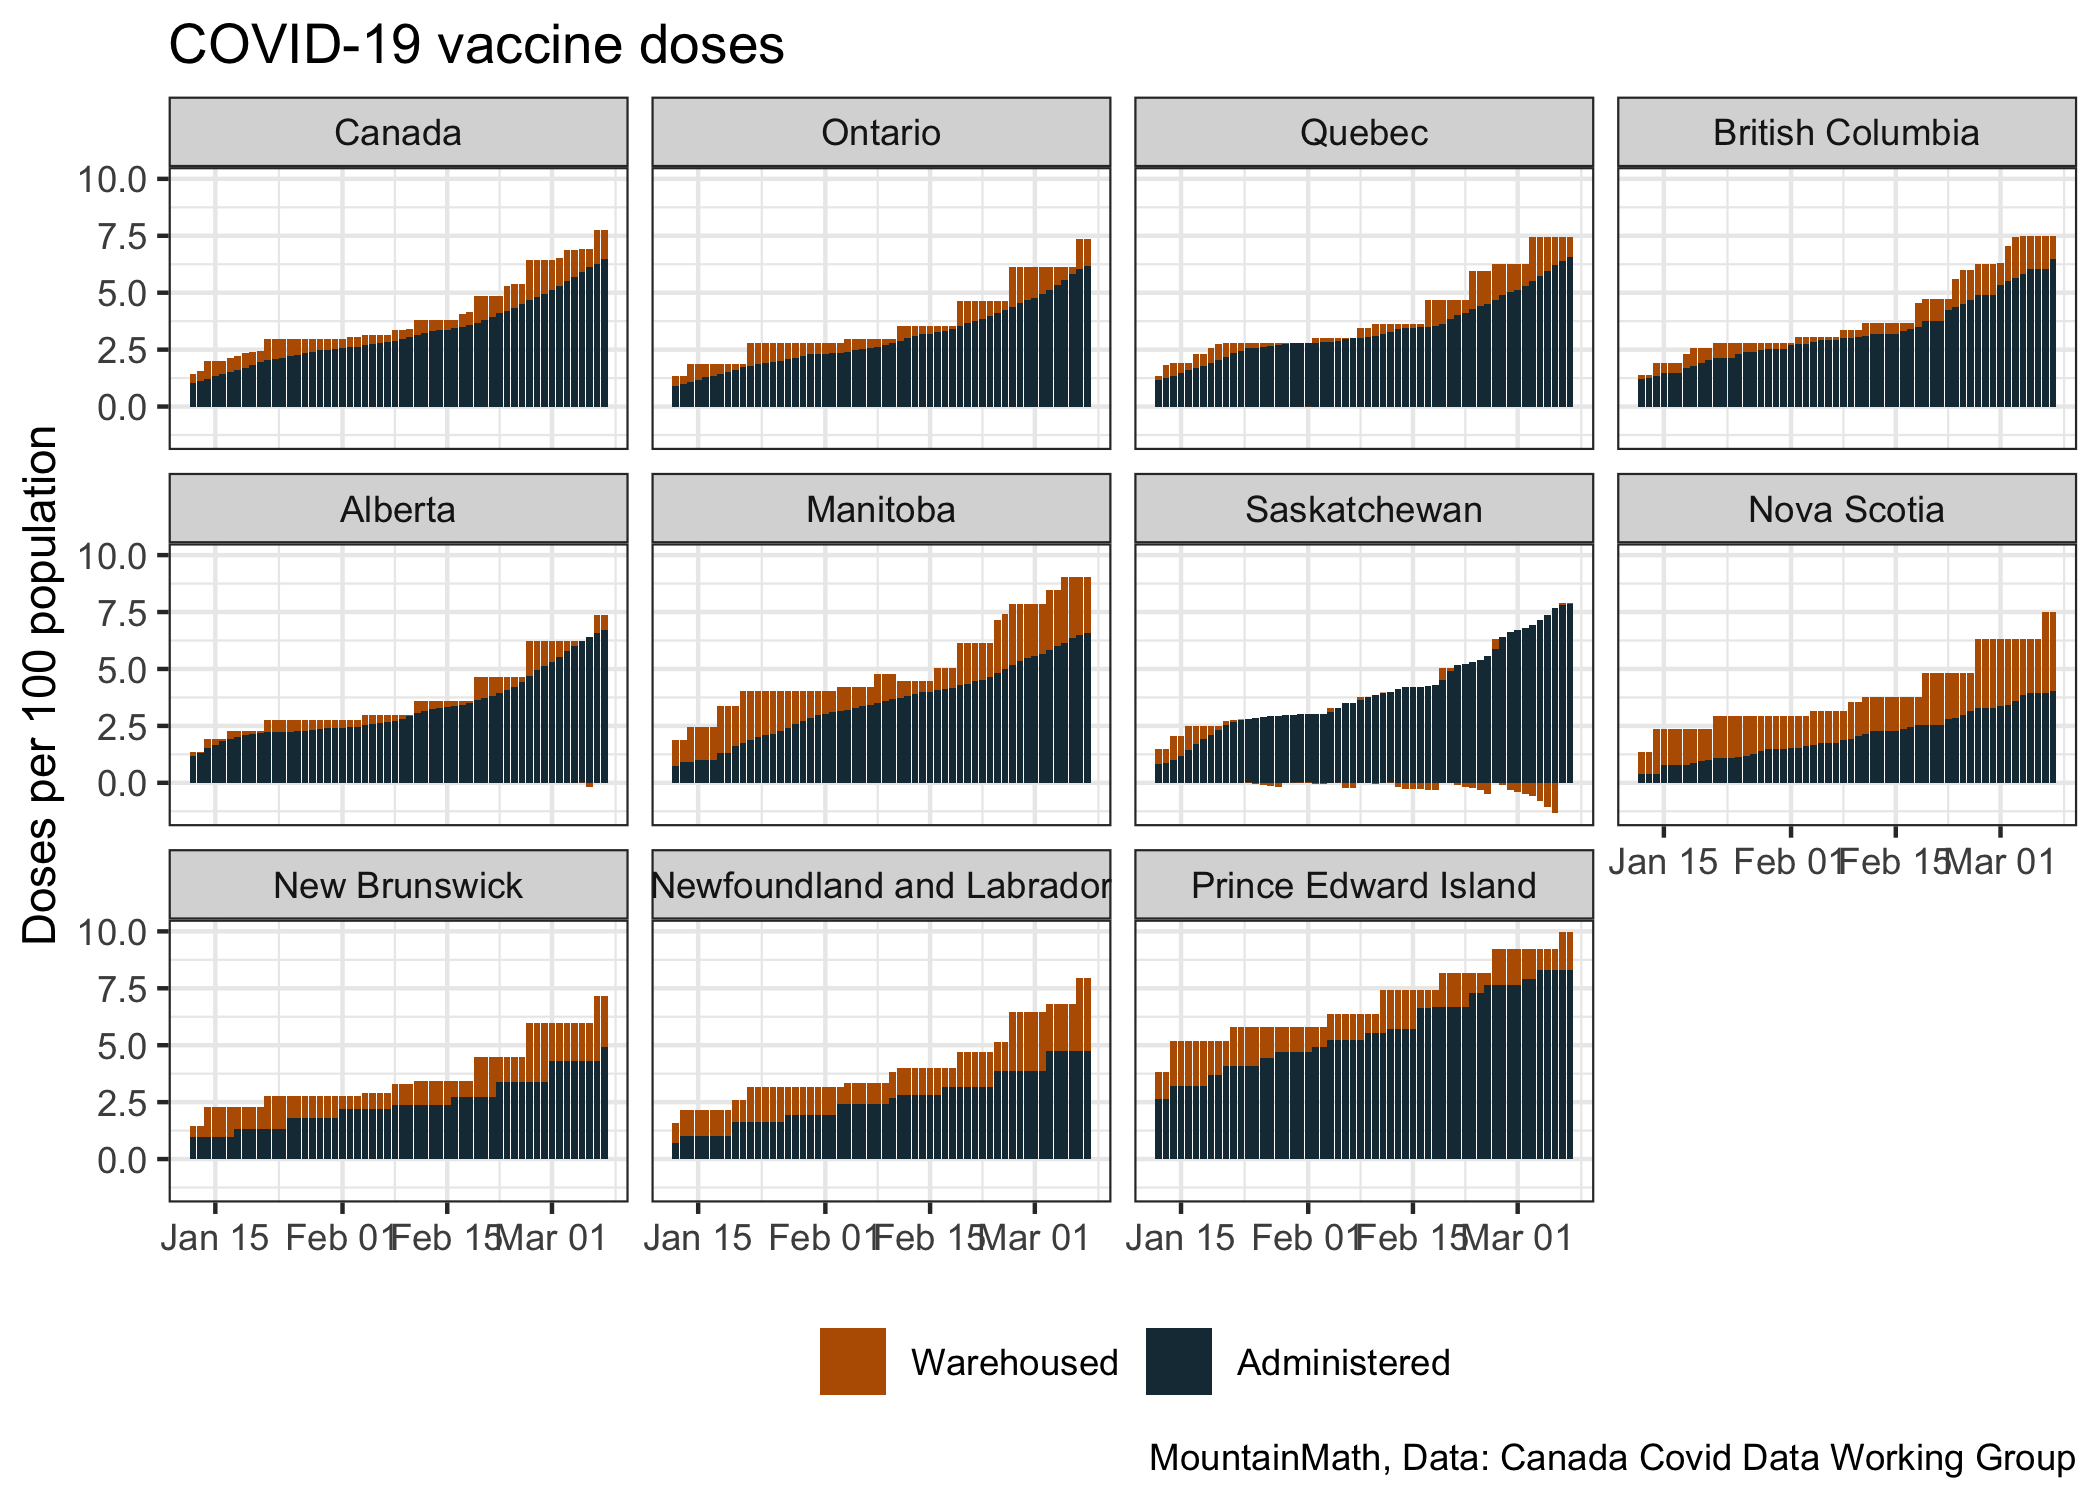 COVID-19 vaccine doses
Canada
Ontario
Quebec
British Columbia
10.0
7.5
5.0
2.5
0.0
Alberta
Manitoba
Saskatchewan
Nova Scotia
10.0
7.5
5.0
2.5
0.0
Jan 15 Feb 01 Feb 15 Mar 01
New Brunswick
Newfoundland and Labrador
Prince Edward Island
10.0
7.5
5.0
2.5
0.0
Jan 15 Feb 01 Feb 15 Mar 01
Jan 15 Feb 01 Feb 15 Mar 01
Jan 15 Feb 01 Feb 15 Mar 01
Doses per 100 population
Warehoused
Administered
MountainMath, Data: Canada Covid Data Working Group